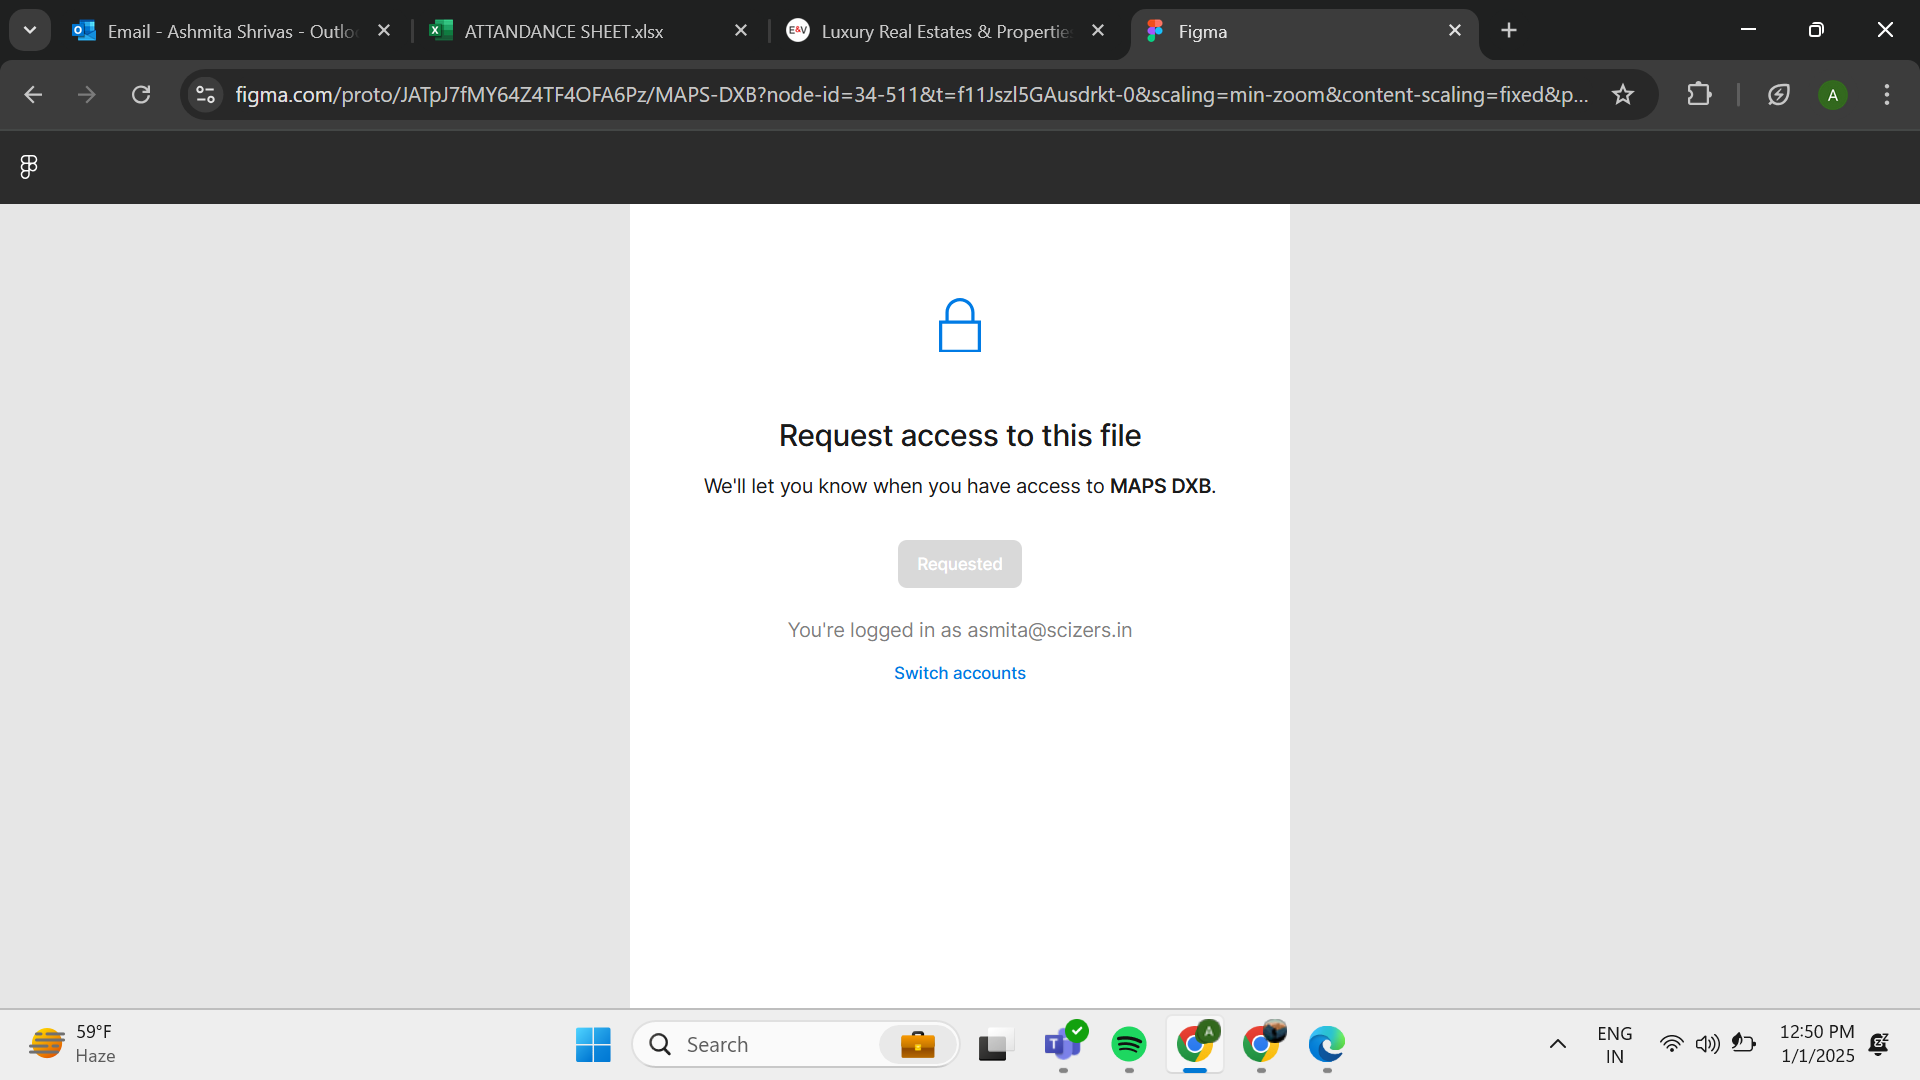 Email - Ashmita Shrivas - Outlo
ATTANDANCE SHEET.xlsx
E&V
Luxury Real Estates & Propertie
Figma
figma.com/proto/JATpJ7fMY64Z4TF4OFA6Pz/MAPS-DXB?node-id=34-511&t=f11Jszl5GAusdrkt-0&scaling=min-zoom&content-scaling=fixed&p...
A
Request access to this file
We'll let you know when you have access to MAPS DXB.
Requested
You're logged in as asmita@scizers.in
Switch accounts
59°F
Haze
Search
A
ENG
IN
12:50 PM
1/1/2025